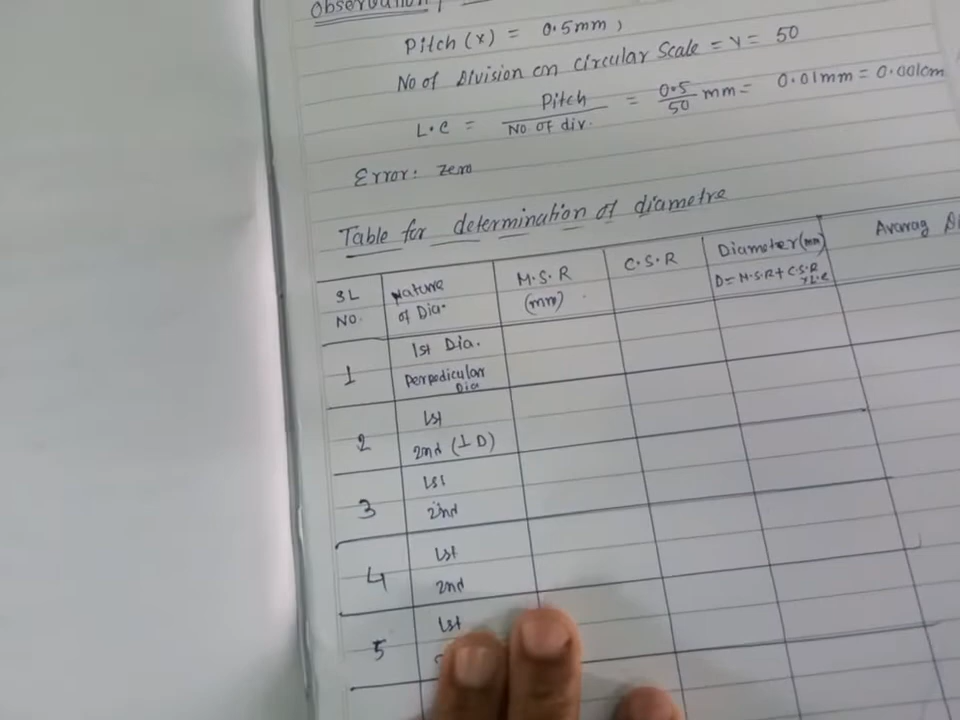 Observation
Pitch (x) = 0.5mm,
No of Division on Circular Scale = Y = 50
L.C = Pitch / No. of div. = 0.5/50 mm = 0.01mm = 0.001cm
Error: Zero
Table for determination of diametre
SL No.
Nature of Dia.
M.S.R (mm)
C.S.R
Diameter (mm)
D = M.S.R + C.S.R x L.C
Avarag
1
1st Dia.
Perpedicular Dia
2
1st
2nd (⊥ D)
3
1st
2nd
4
1st
2nd
5
1st